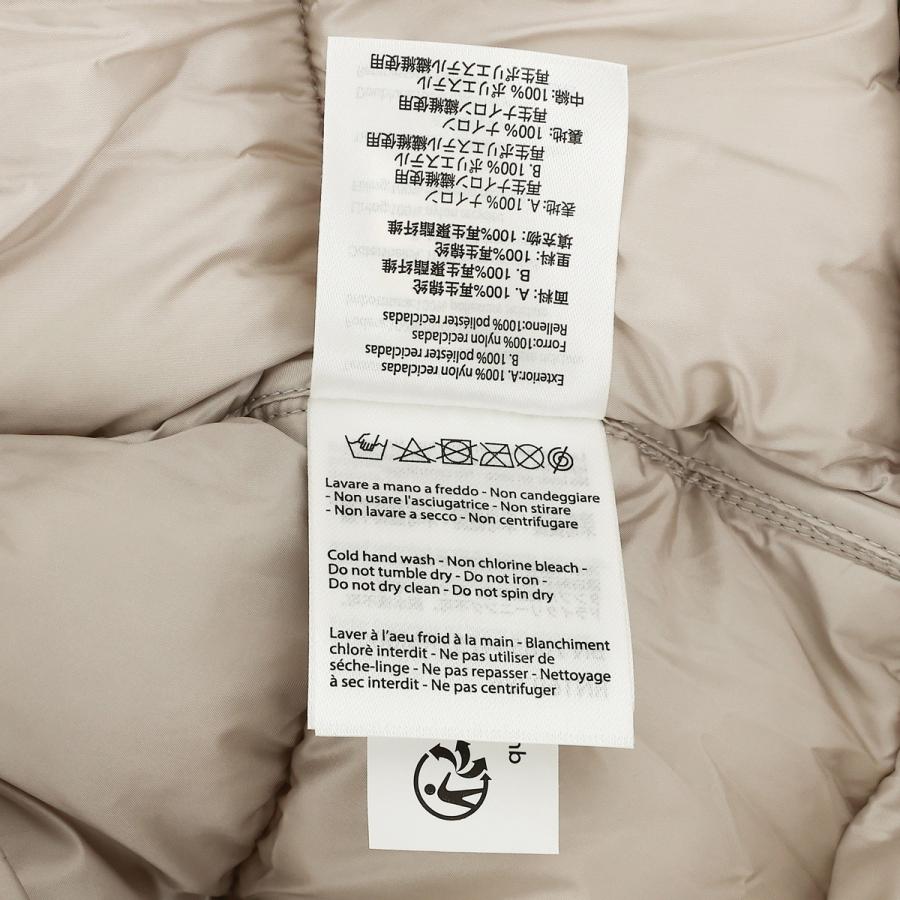 Exterior:A. 100% nylon recicladas
B. 100% poliéster recicladas
Forro:100% nylon recicladas
Relleno:100% poliéster recicladas
面料: A. 100%再生锦纶
B. 100%再生聚酯纤维
里料: 100%再生锦纶
填充物: 100%再生聚酯纤维
表地: A. 100%ナイロン
再生ナイロン繊維使用
B. 100%ポリエステル
再生ポリエステル繊維使用
裏地: 100% ナイロン
再生ナイロン繊維使用
中綿: 100% ポリエステル
再生ポリエステル繊維使用
Lavare a mano a freddo - Non candeggiare
- Non usare l'asciugatrice - Non stirare
- Non lavare a secco - Non centrifugare
Cold hand wash - Non chlorine bleach -
Do not tumble dry - Do not iron -
Do not dry clean - Do not spin dry
Laver à l'aeu froid à la main - Blanchiment
chlorè interdit - Ne pas utiliser de
séche-linge - Ne pas repasser - Nettoyage
à sec interdit - Ne pas centrifuger